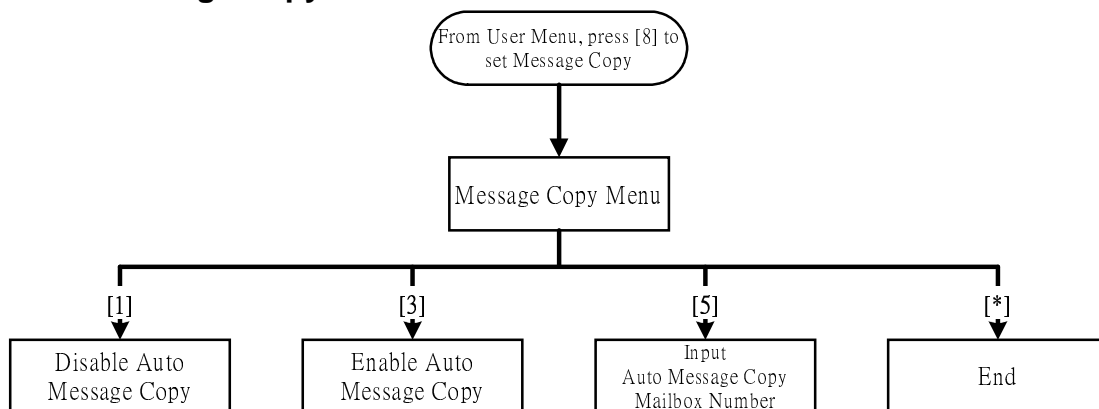 From User Menu, press [8] to
set Message Copy
Message Copy Menu
[1]
[3]
[5]
[*]
Disable Auto
Message Copy
Enable Auto
Message Copy
Input
Auto Message Copy
Mailbox Number
End